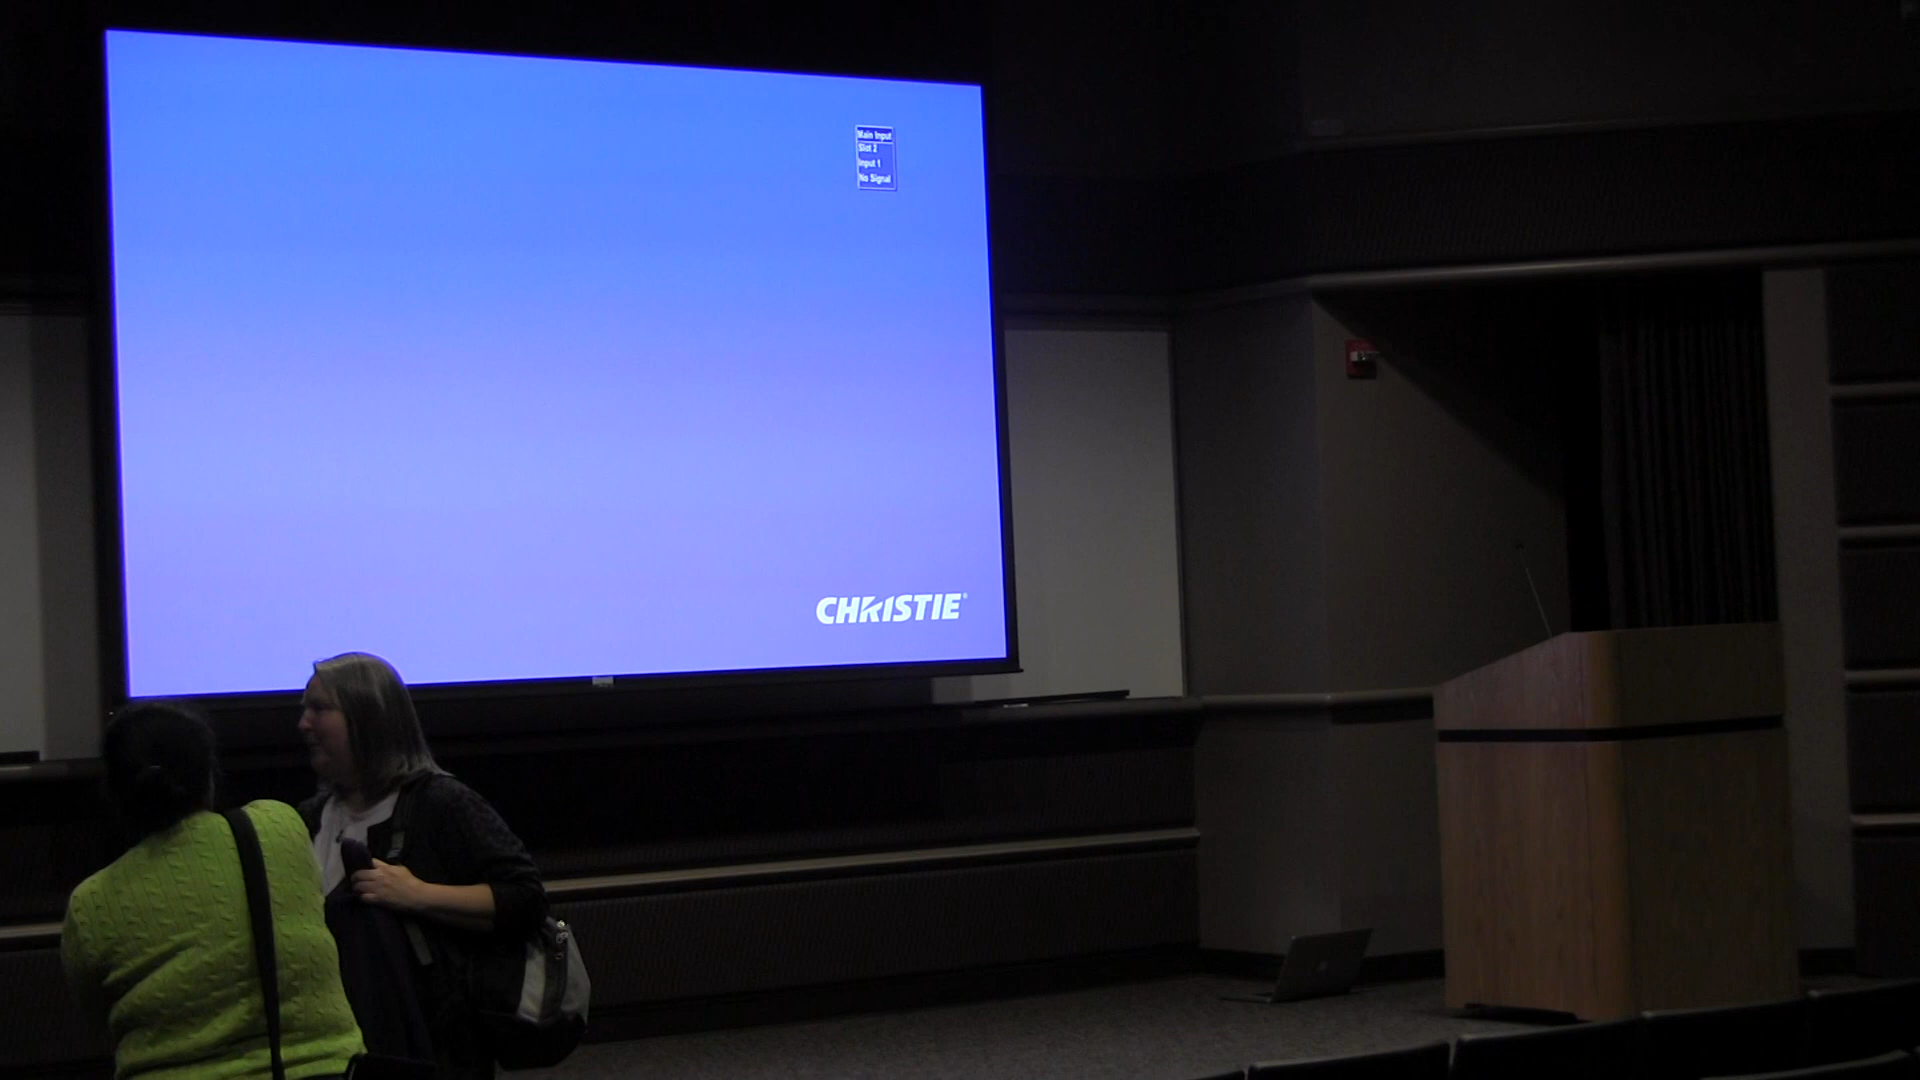 Main Input
Slot 2
Input 1
No Signal
CHRISTIE®